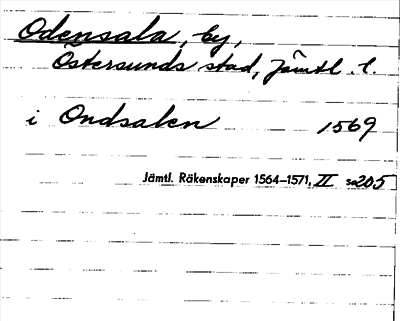 Odensala, by,
Östersunds stad, Jämtl. l.
i Ondsalen 1569
Jämtl. Räkenskaper 1564–1571, II s. 205